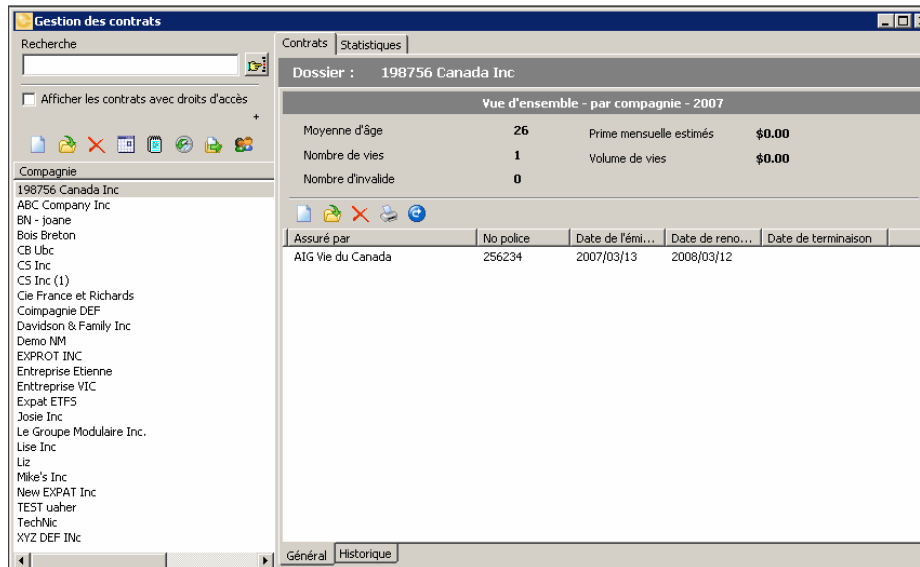 Gestion des contrats
Recherche
Afficher les contrats avec droits d'accès
+
Compagnie
198756 Canada Inc
ABC Company Inc
BN - joane
Bois Breton
CB Ubc
CS Inc
CS Inc (1)
Cie France et Richards
Coimpagnie DEF
Davidson & Family Inc
Demo NM
EXPROT INC
Entreprise Etienne
Enttreprise VIC
Expat ETFS
Josie Inc
Le Groupe Modulaire Inc.
Lise Inc
Liz
Mike's Inc
New EXPAT Inc
TEST uaher
TechNic
XYZ DEF INc
Contrats Statistiques
Dossier : 198756 Canada Inc
Vue d'ensemble - par compagnie - 2007
Moyenne d'âge 26 Prime mensuelle estimés $0.00
Nombre de vies 1 Volume de vies $0.00
Nombre d'invalide 0
Assuré par No police Date de l'émi... Date de reno... Date de terminaison
AIG Vie du Canada 256234 2007/03/13 2008/03/12
Général Historique